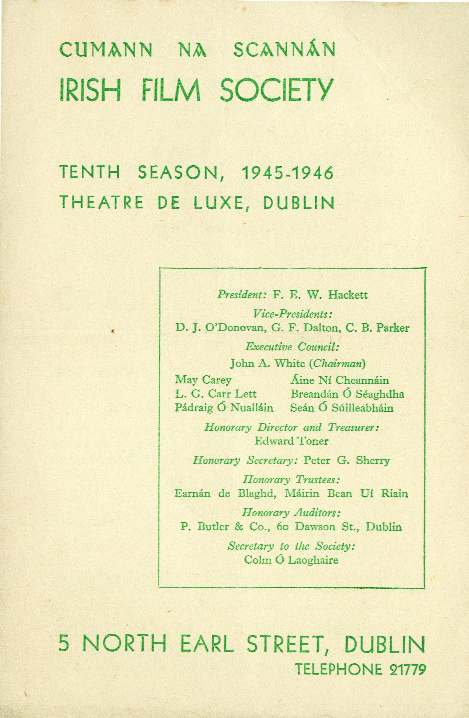 CUMANN NA SCANNÁN
IRISH FILM SOCIETY
TENTH SEASON, 1945-1946
THEATRE DE LUXE, DUBLIN
President: F. E. W. Hackett
Vice-Presidents:
D. J. O'Donovan, G. F. Dalton, C. B. Parker
Executive Council:
John A. White (Chairman)
May Carey Áine Ní Cheannáin
L. G. Carr Lett Breandán Ó Séaghdha
Pádraig Ó Nualláin Seán Ó Súilleabháin
Honorary Director and Treasurer:
Edward Toner
Honorary Secretary: Peter G. Sherry
Honorary Trustees:
Earnán de Blaghd, Máirin Bean Uí Riain
Honorary Auditors:
P. Butler & Co., 60 Dawson St., Dublin
Secretary to the Society:
Colm Ó Laoghaire
5 NORTH EARL STREET, DUBLIN
TELEPHONE 21779